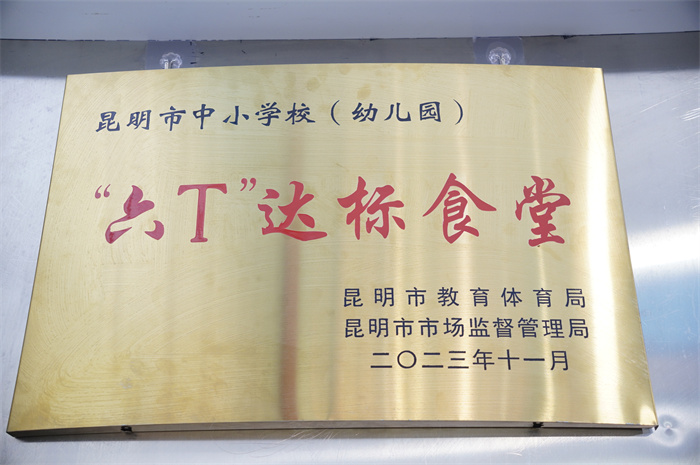 昆明市中小学校（幼儿园）
“六T”达标食堂
昆明市教育体育局
昆明市市场监督管理局
二〇二三年十一月